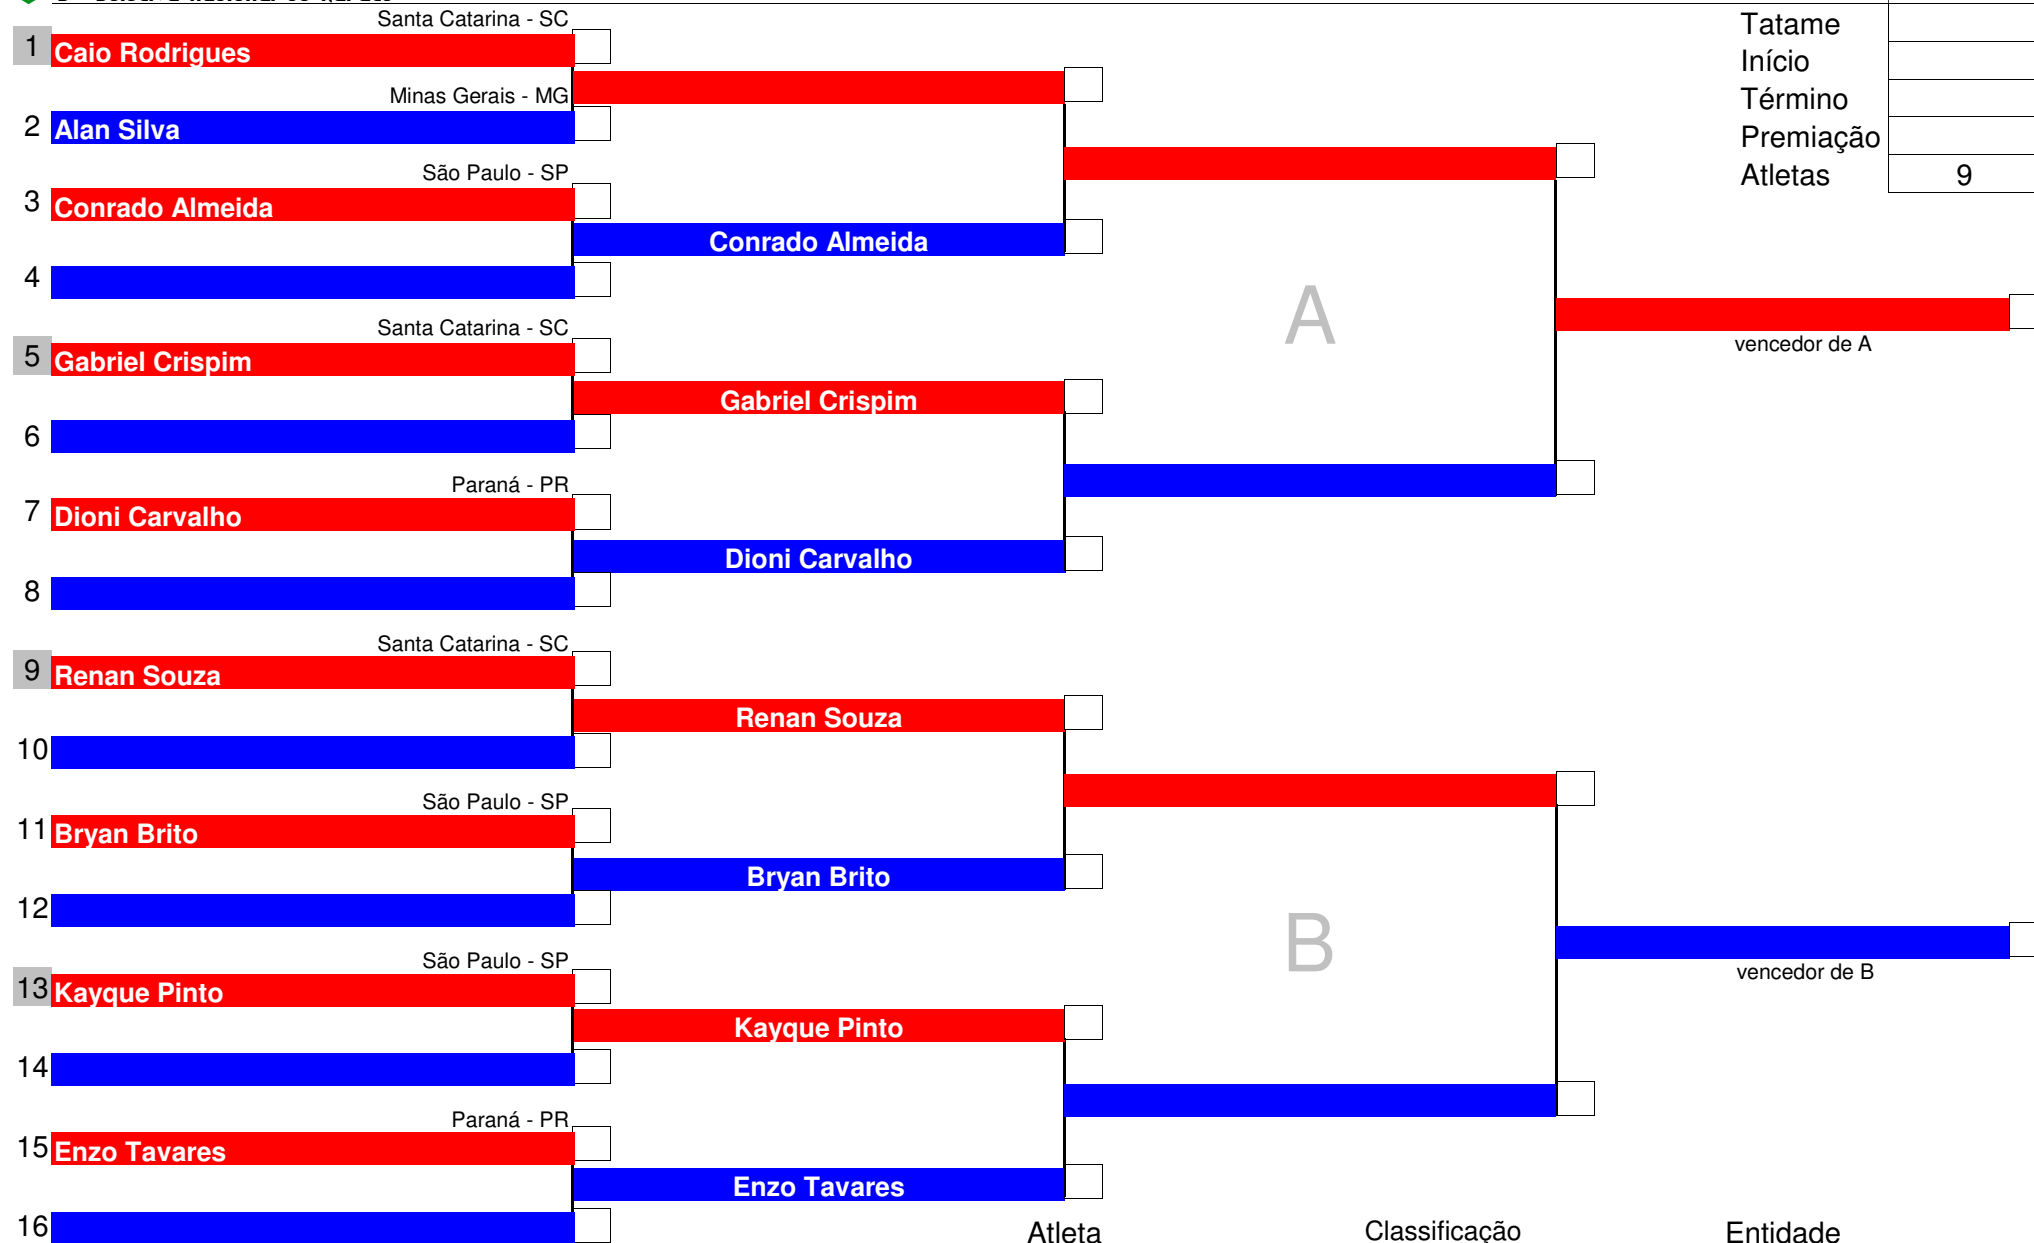 Santa Catarina - SC
1 Caio Rodrigues
Minas Gerais - MG
2 Alan Silva
São Paulo - SP
3 Conrado Almeida
Conrado Almeida
4
Santa Catarina - SC
5 Gabriel Crispim
Gabriel Crispim
6
Paraná - PR
7 Dioni Carvalho
Dioni Carvalho
8
Santa Catarina - SC
9 Renan Souza
Renan Souza
10
São Paulo - SP
11 Bryan Brito
Bryan Brito
12
São Paulo - SP
13 Kayque Pinto
Kayque Pinto
14
Paraná - PR
15 Enzo Tavares
Enzo Tavares
16
A
B
vencedor de A
vencedor de B
Tatame
Início
Término
Premiação
Atletas 9
Atleta Classificação Entidade